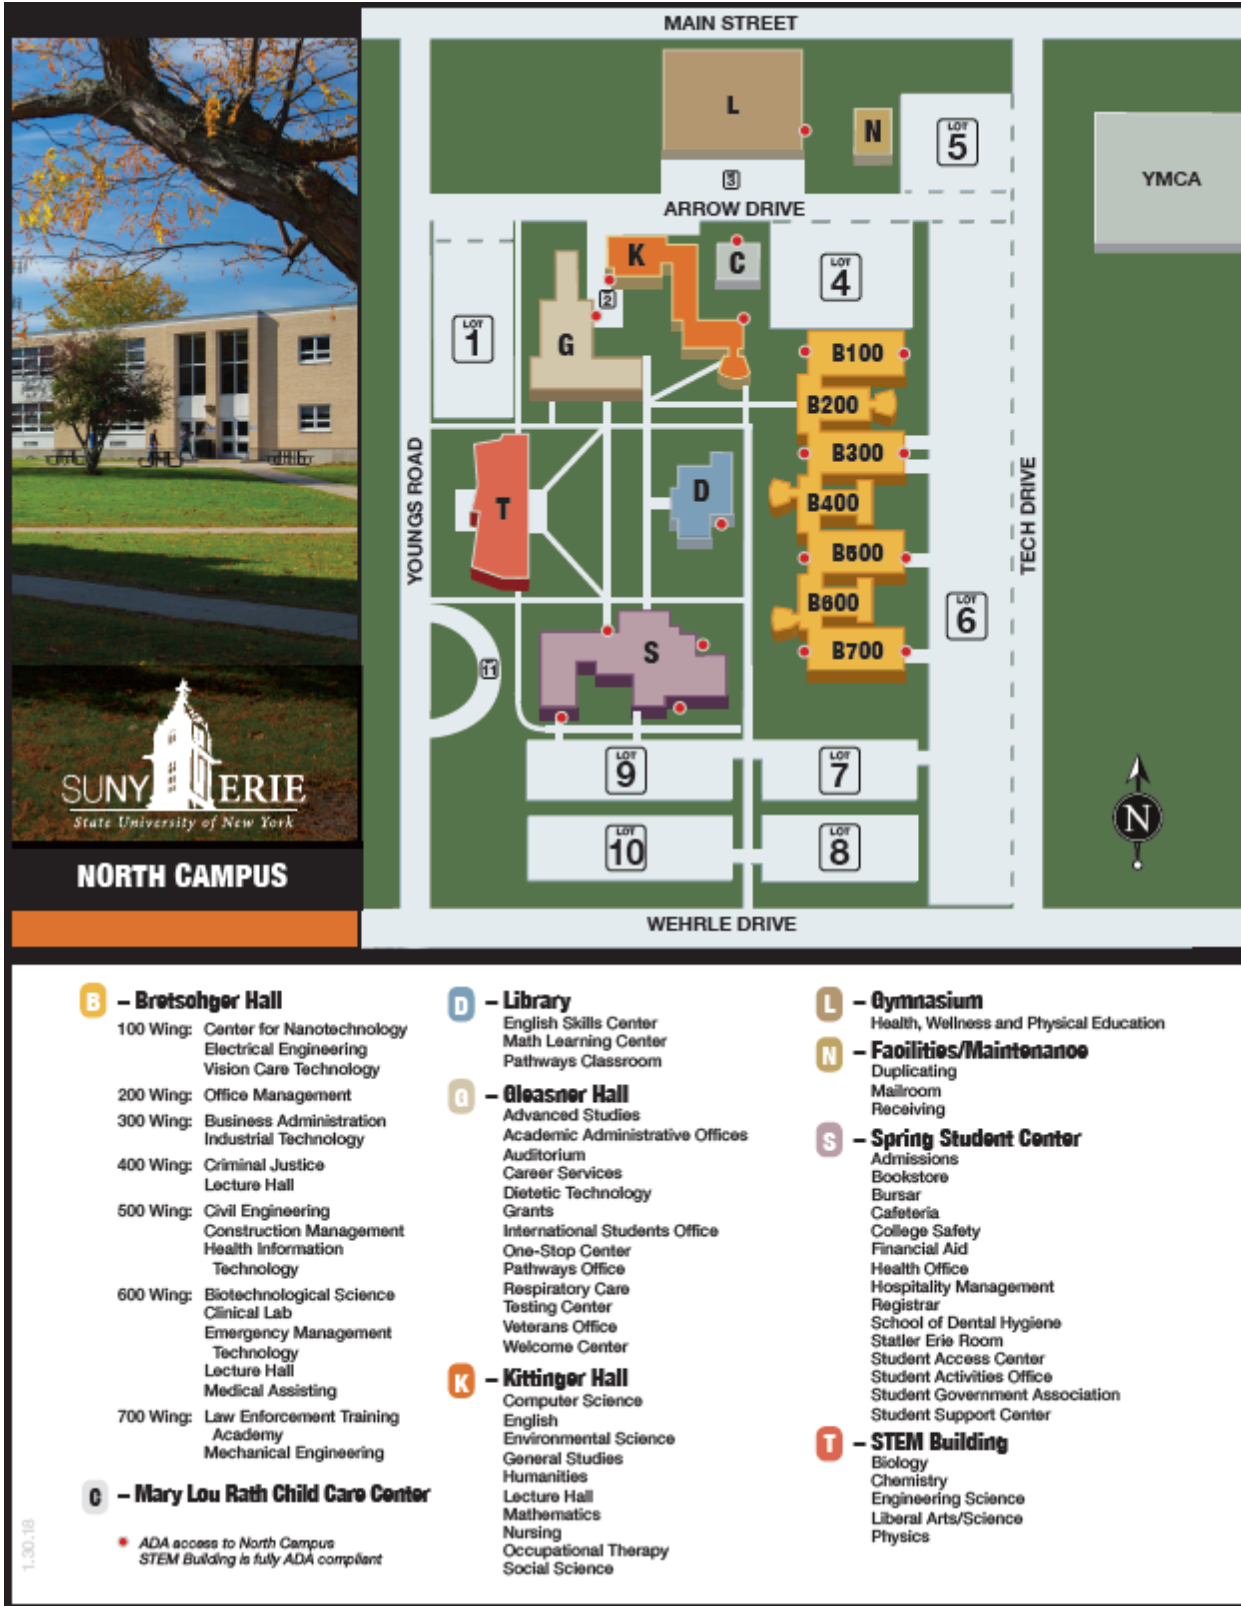 MAIN STREET
L
N
LOT
5
YMCA
3
ARROW DRIVE
K
C
LOT
4
2
LOT
1
G
B100
B200
B300
B400
B500
B600
B700
YOUNGS ROAD
T
D
TECH DRIVE
S
LOT
6
11
LOT
9
LOT
7
LOT
10
LOT
8
N
WEHRLE DRIVE
SUNY ERIE
State University of New York
NORTH CAMPUS
B – Bretschger Hall
100 Wing: Center for Nanotechnology
Electrical Engineering
Vision Care Technology
200 Wing: Office Management
300 Wing: Business Administration
Industrial Technology
400 Wing: Criminal Justice
Lecture Hall
500 Wing: Civil Engineering
Construction Management
Health Information
Technology
600 Wing: Biotechnological Science
Clinical Lab
Emergency Management
Technology
Lecture Hall
Medical Assisting
700 Wing: Law Enforcement Training
Academy
Mechanical Engineering
C – Mary Lou Rath Child Care Center
ADA access to North Campus
STEM Building is fully ADA compliant
1.30.18
D – Library
English Skills Center
Math Learning Center
Pathways Classroom
G – Gleasner Hall
Advanced Studies
Academic Administrative Offices
Auditorium
Career Services
Dietetic Technology
Grants
International Students Office
One-Stop Center
Pathways Office
Respiratory Care
Testing Center
Veterans Office
Welcome Center
K – Kittinger Hall
Computer Science
English
Environmental Science
General Studies
Humanities
Lecture Hall
Mathematics
Nursing
Occupational Therapy
Social Science
L – Gymnasium
Health, Wellness and Physical Education
N – Facilities/Maintenance
Duplicating
Mailroom
Receiving
S – Spring Student Center
Admissions
Bookstore
Bursar
Cafeteria
College Safety
Financial Aid
Health Office
Hospitality Management
Registrar
School of Dental Hygiene
Statler Erie Room
Student Access Center
Student Activities Office
Student Government Association
Student Support Center
T – STEM Building
Biology
Chemistry
Engineering Science
Liberal Arts/Science
Physics